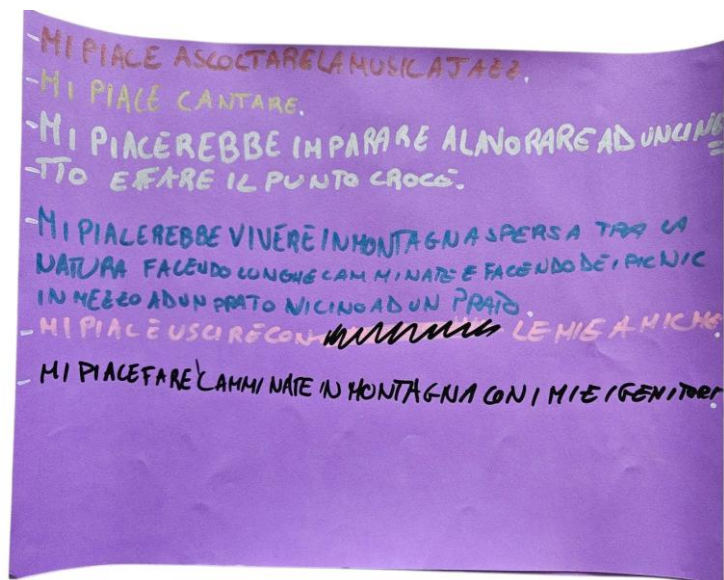 -MI PIACE ASCOLTARE LA MUSICA JAZZ.
-MI PIACE CANTARE.
-MI PIACEREBBE IMPARARE A LAVORARE AD UNCINE
-TTO E FARE IL PUNTO CROCE.
-MI PIACEREBBE VIVERE IN MONTAGNA SPERSA TRA LA
NATURA FACENDO LUNGHE CAMMINATE E FACENDO DEI PICNIC
IN MEZZO AD UN PRATO VICINO AD UN PRATO.
-MI PIACE USCIRE CON LE MIE AMICHE.
- MI PIACE FARE CAMMINATE IN MONTAGNA CON I MIEI GENITORI.